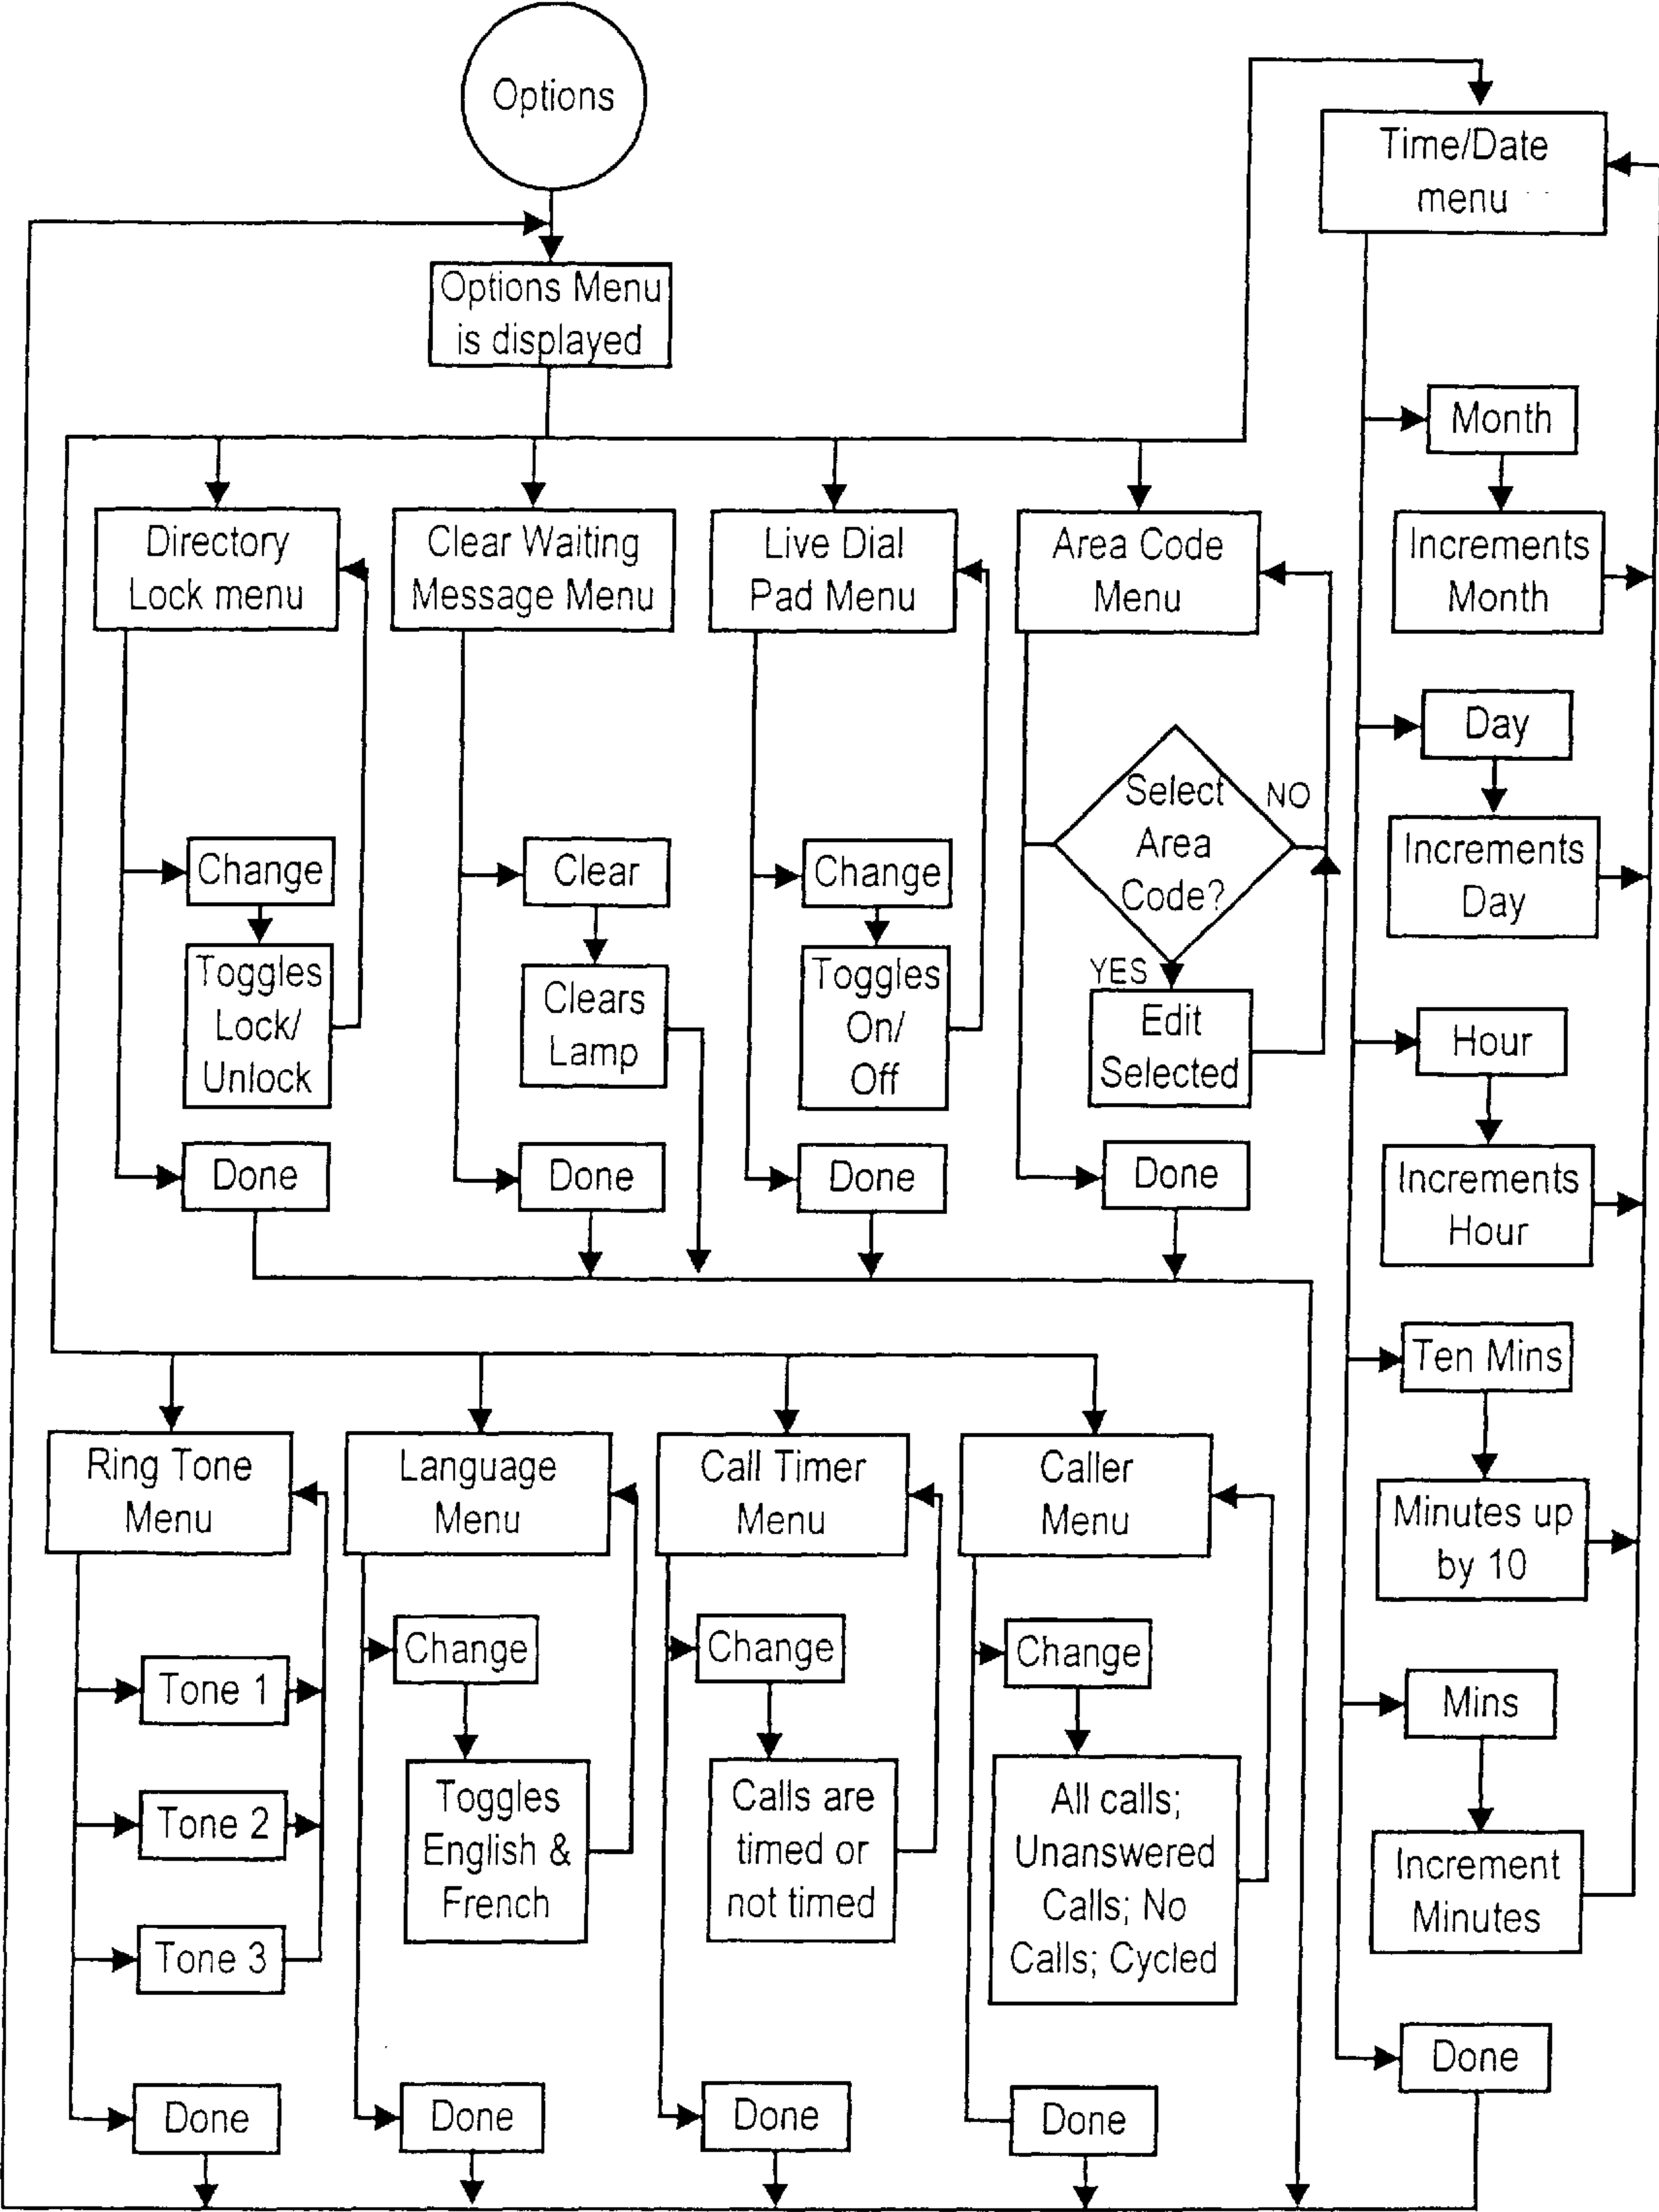 Options
Options Menu
is displayed
Time/Date
menu
Directory
Lock menu
Clear Waiting
Message Menu
Live Dial
Pad Menu
Area Code
Menu
Change
Toggles
Lock/
Unlock
Done
Clear
Clears
Lamp
Done
Change
Toggles
On/
Off
Done
Select
Area
Code?
NO
YES
Edit
Selected
Done
Month
Increments
Month
Day
Increments
Day
Hour
Increments
Hour
Ten Mins
Minutes up
by 10
Mins
Increment
Minutes
Done
Ring Tone
Menu
Tone 1
Tone 2
Tone 3
Done
Language
Menu
Change
Toggles
English &
French
Done
Call Timer
Menu
Change
Calls are
timed or
not timed
Done
Caller
Menu
Change
All calls;
Unanswered
Calls; No
Calls; Cycled
Done